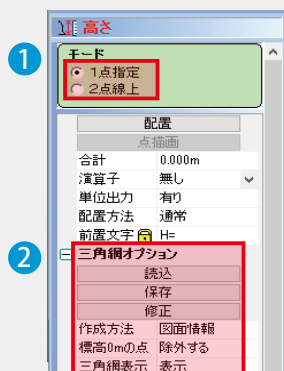 高さ
1
モード
1点指定
2点線上
配置
点描画
合計 0.000m
演算子 無し
単位出力 有り
配置方法 通常
前置文字 H=
2
三角網オプション
読込
保存
修正
作成方法 図面情報
標高0mの点 除外する
三角網表示 表示